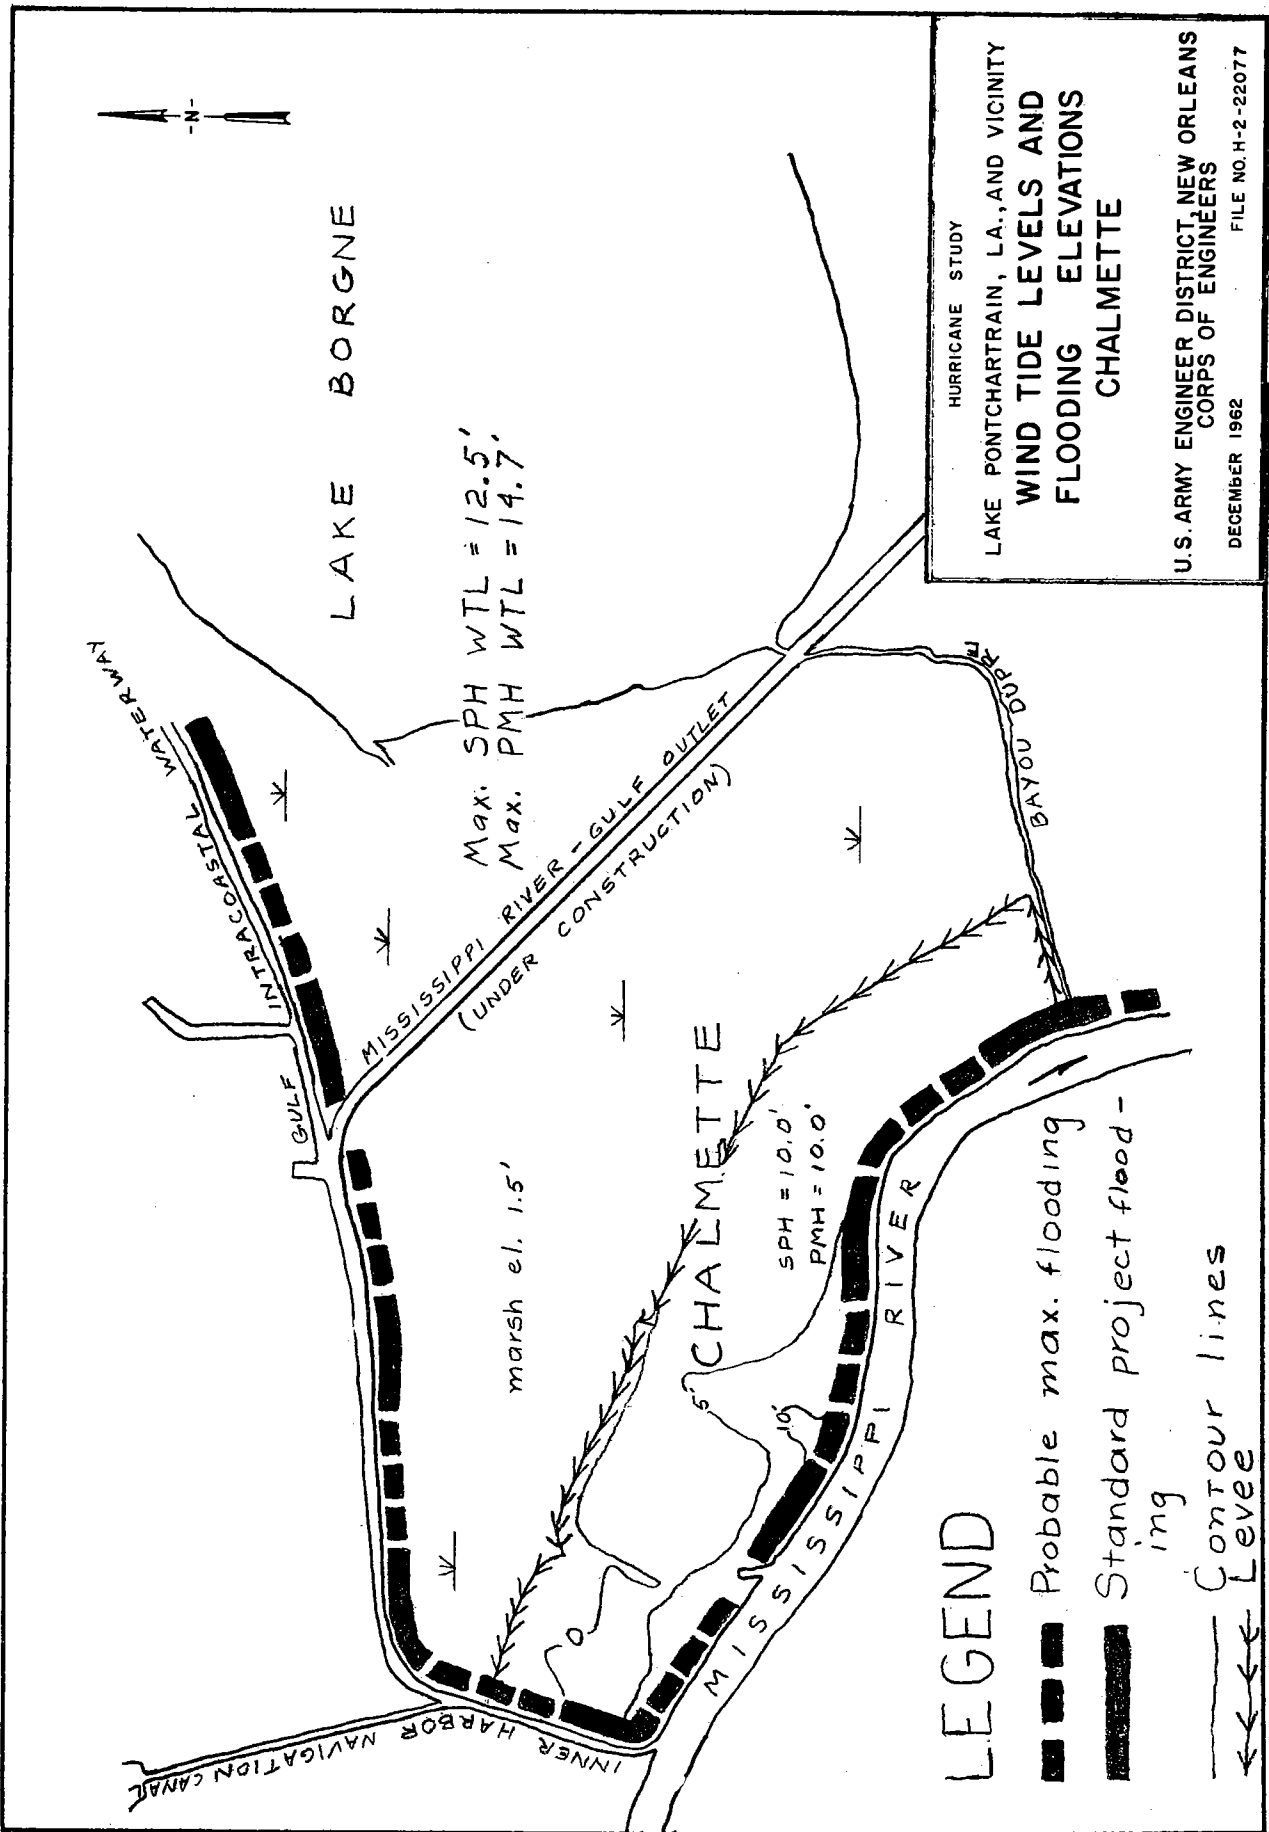 -N-
LAKE BORGNE
GULF INTRACOASTAL WATERWAY
Max. SPH WTL = 12.5'
Max. PMH WTL = 14.7'
MISSISSIPPI RIVER - GULF OUTLET
(UNDER CONSTRUCTION)
INNER HARBOR NAVIGATION CANAL
marsh el. 1.5'
CHALMETTE
SPH = 10.0'
PMH = 10.0'
0
5'
10'
BAYOU DUPRE
MISSISSIPPI RIVER
LEGEND
Probable max. flooding
Standard project flood-
ing
Contour lines
Levee
HURRICANE STUDY
LAKE PONTCHARTRAIN, LA., AND VICINITY
WIND TIDE LEVELS AND
FLOODING ELEVATIONS
CHALMETTE
U.S. ARMY ENGINEER DISTRICT, NEW ORLEANS
CORPS OF ENGINEERS
DECEMBER 1962 FILE NO. H-2-22077